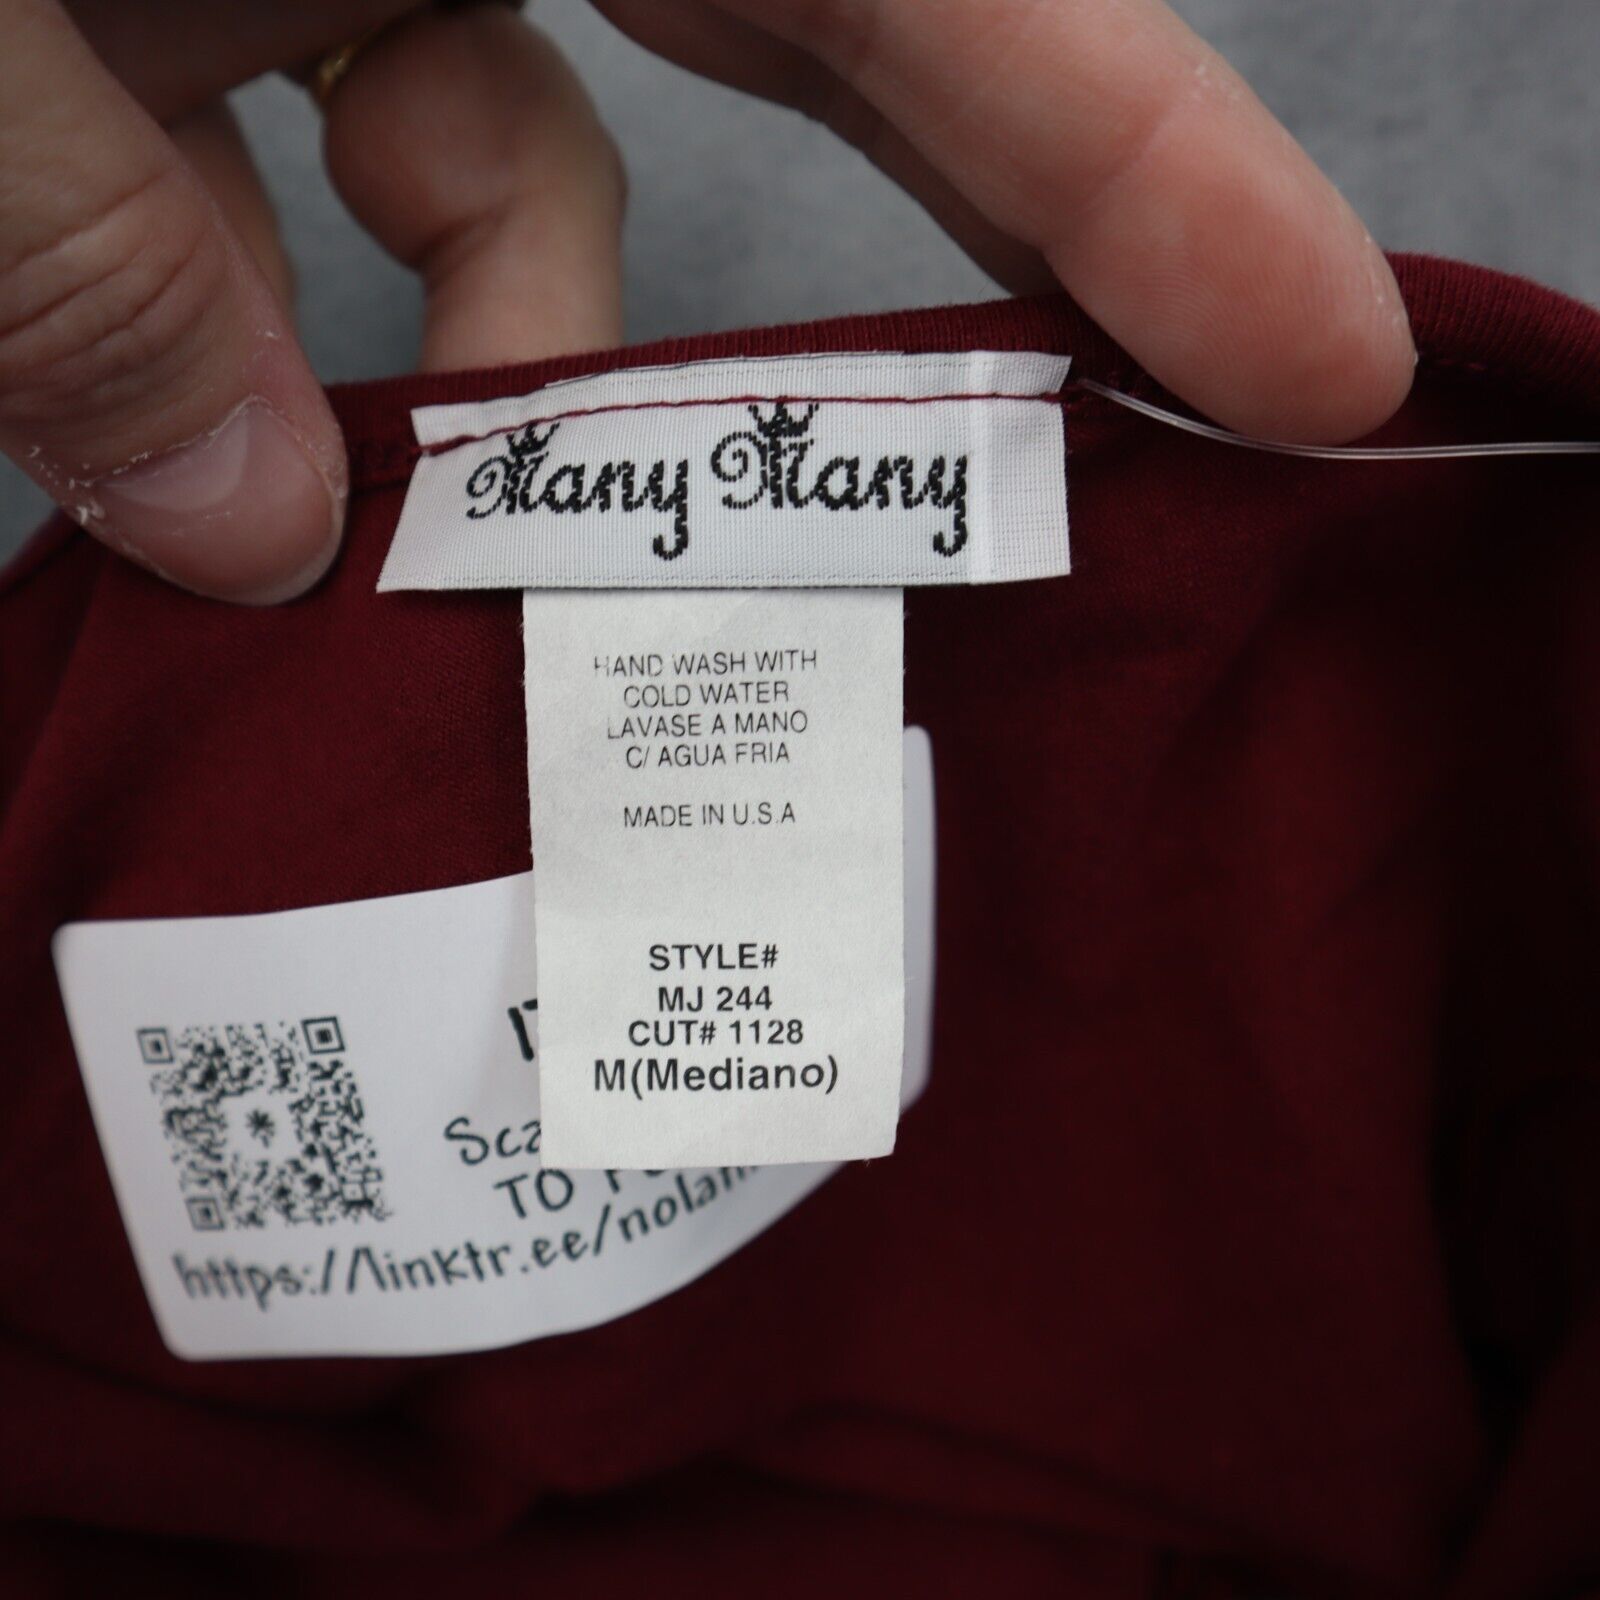 Many Many
HAND WASH WITH
COLD WATER
LAVASE A MANO
C/ AGUA FRIA
MADE IN U.S.A
STYLE#
MJ 244
CUT# 1128
M(Mediano)
TO
https://linktr.ee/nolan